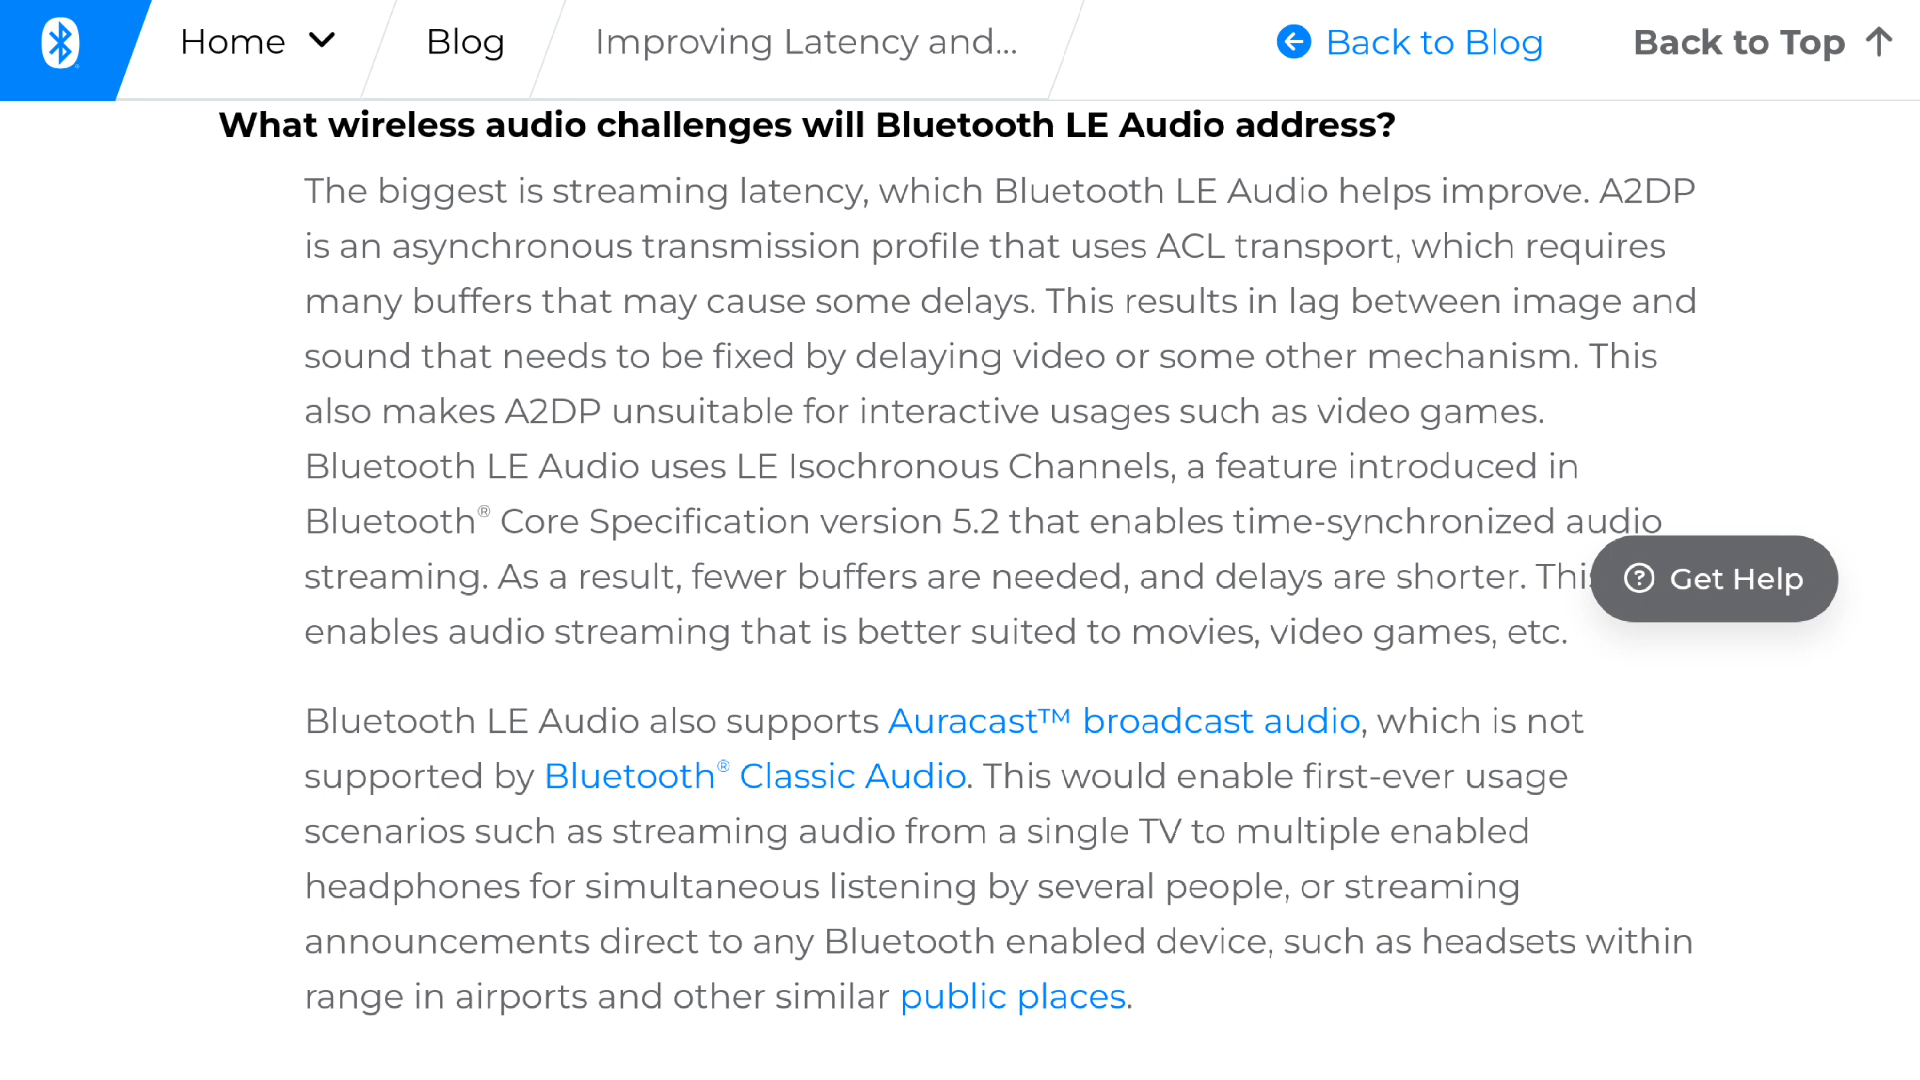 Home
Blog
Improving Latency and...
Back to Blog
Back to Top
What wireless audio challenges will Bluetooth LE Audio address?
The biggest is streaming latency, which Bluetooth LE Audio helps improve. A2DP
is an asynchronous transmission profile that uses ACL transport, which requires
many buffers that may cause some delays. This results in lag between image and
sound that needs to be fixed by delaying video or some other mechanism. This
also makes A2DP unsuitable for interactive usages such as video games.
Bluetooth LE Audio uses LE Isochronous Channels, a feature introduced in
Bluetooth® Core Specification version 5.2 that enables time-synchronized audio
streaming. As a result, fewer buffers are needed, and delays are shorter. This
Get Help
enables audio streaming that is better suited to movies, video games, etc.
Bluetooth LE Audio also supports Auracast™ broadcast audio, which is not
supported by Bluetooth® Classic Audio. This would enable first-ever usage
scenarios such as streaming audio from a single TV to multiple enabled
headphones for simultaneous listening by several people, or streaming
announcements direct to any Bluetooth enabled device, such as headsets within
range in airports and other similar public places.